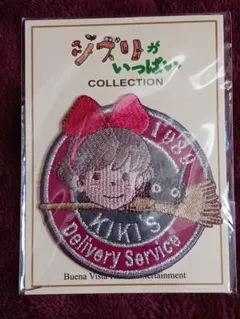 ジブリが
いっぱい
COLLECTION
1989
KIKI'S
Delivery Service
Buena Vista Home Entertainment